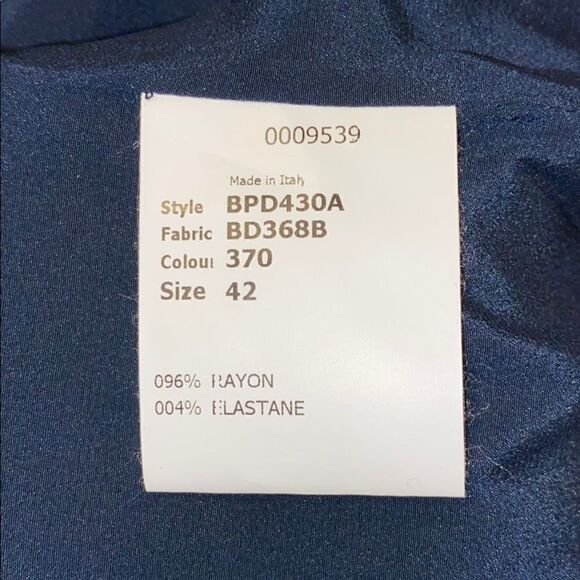 0009539
Made in Italy
Style BPD430A
Fabric BD368B
Colour 370
Size 42
096% RAYON
004% ELASTANE